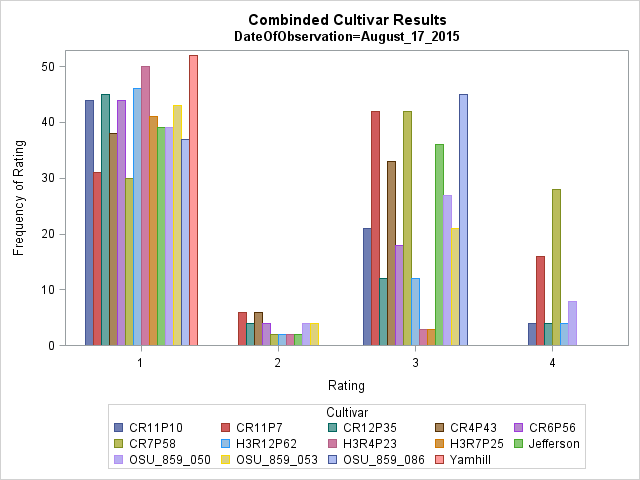 Combinded Cultivar Results
DateOfObservation=August_17_2015
Frequency of Rating
50
40
30
20
10
0
1 2 3 4
Rating
Cultivar
CR11P10 CR11P7 CR12P35 CR4P43 CR6P56
CR7P58 H3R12P62 H3R4P23 H3R7P25 Jefferson
OSU_859_050 OSU_859_053 OSU_859_086 Yamhill